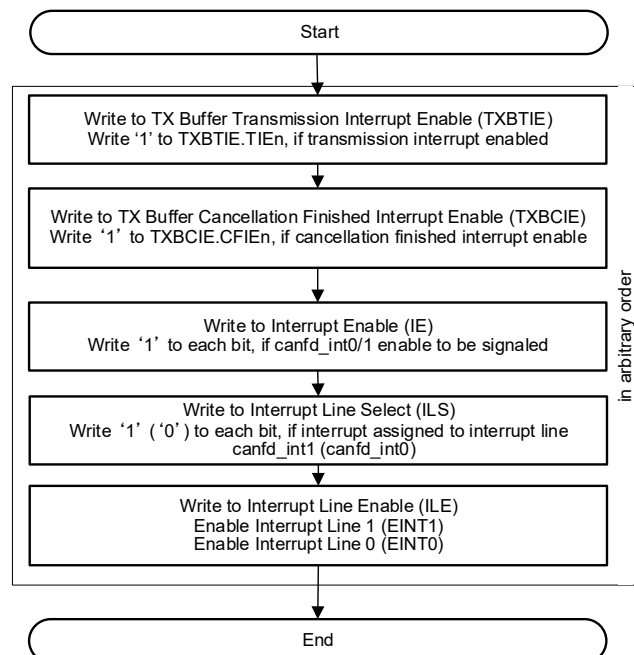 Start
Write to TX Buffer Transmission Interrupt Enable (TXBTIE)
Write ‘1’ to TXBTIE.TIEn, if transmission interrupt enabled
Write to TX Buffer Cancellation Finished Interrupt Enable (TXBCIE)
Write ‘1’ to TXBCIE.CFIEn, if cancellation finished interrupt enable
Write to Interrupt Enable (IE)
Write ‘1’ to each bit, if canfd_int0/1 enable to be signaled
Write to Interrupt Line Select (ILS)
Write ‘1’ (‘0’) to each bit, if interrupt assigned to interrupt line
canfd_int1 (canfd_int0)
Write to Interrupt Line Enable (ILE)
Enable Interrupt Line 1 (EINT1)
Enable Interrupt Line 0 (EINT0)
in arbitrary order
End